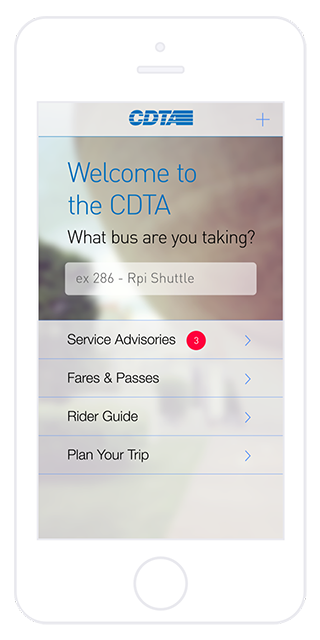 CDTA
Welcome to
the CDTA
What bus are you taking?
ex 286 - Rpi Shuttle
Service Advisories 3
Fares & Passes
Rider Guide
Plan Your Trip